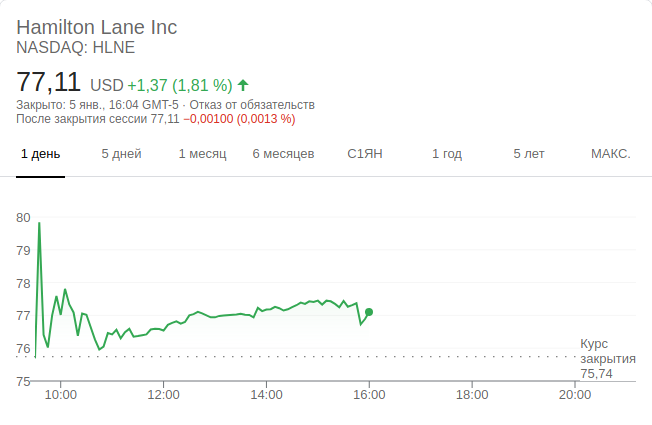 Hamilton Lane Inc
NASDAQ: HLNE
77,11 USD +1,37 (1,81 %)
Закрыто: 5 янв., 16:04 GMT-5 · Отказ от обязательств
После закрытия сессии 77,11 −0,00100 (0,0013 %)
1 день 5 дней 1 месяц 6 месяцев С1ЯН 1 год 5 лет МАКС.
80
79
78
77
76
75
Курс
закрытия
75,74
10:00 12:00 14:00 16:00 18:00 20:00